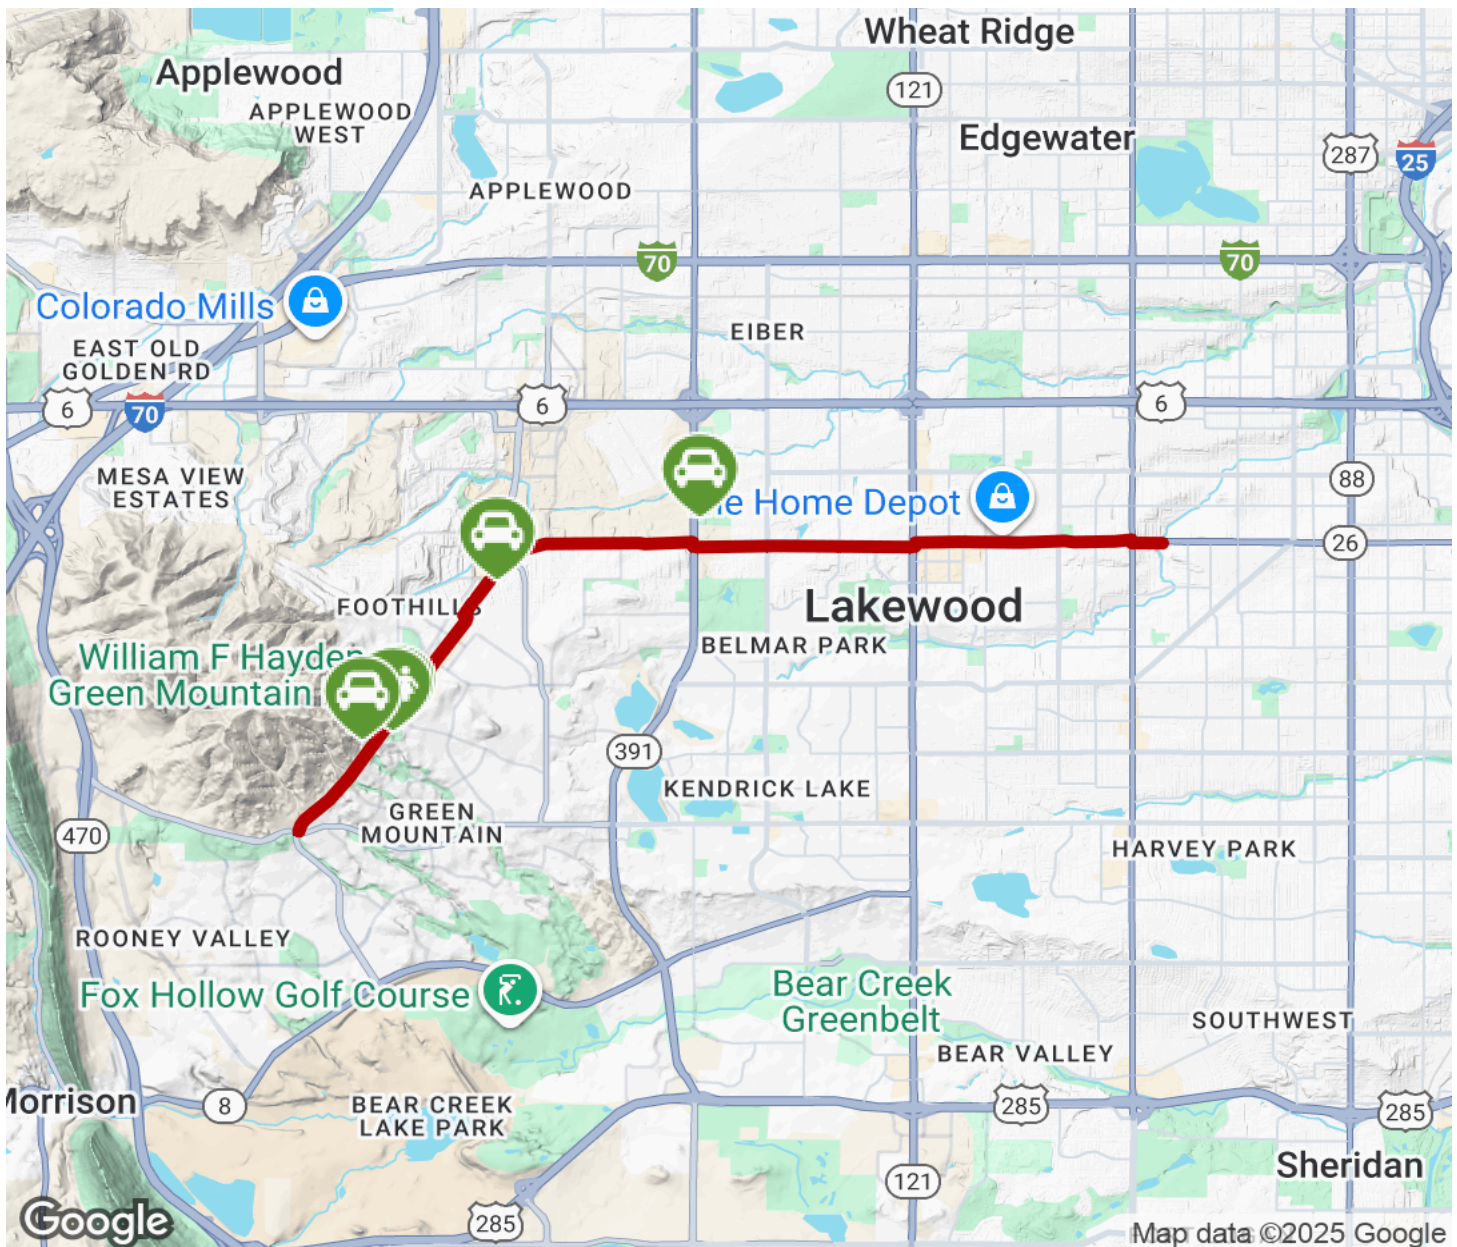 Wheat Ridge
Applewood
APPLEWOOD
WEST
121
Edgewater
287
25
APPLEWOOD
70
70
Colorado Mills
EIBER
EAST OLD
GOLDEN RD
6
70
6
6
MESA VIEW
ESTATES
e Home Depot
88
26
FOOTHILLS
Lakewood
BELMAR PARK
William F Hayden
Green Mountain
391
KENDRICK LAKE
GREEN
MOUNTAIN
470
HARVEY PARK
ROONEY VALLEY
Fox Hollow Golf Course
Bear Creek
Greenbelt
SOUTHWEST
BEAR VALLEY
Morrison
8
BEAR CREEK
LAKE PARK
285
285
Sheridan
121
285
Google
Map data ©2025 Google